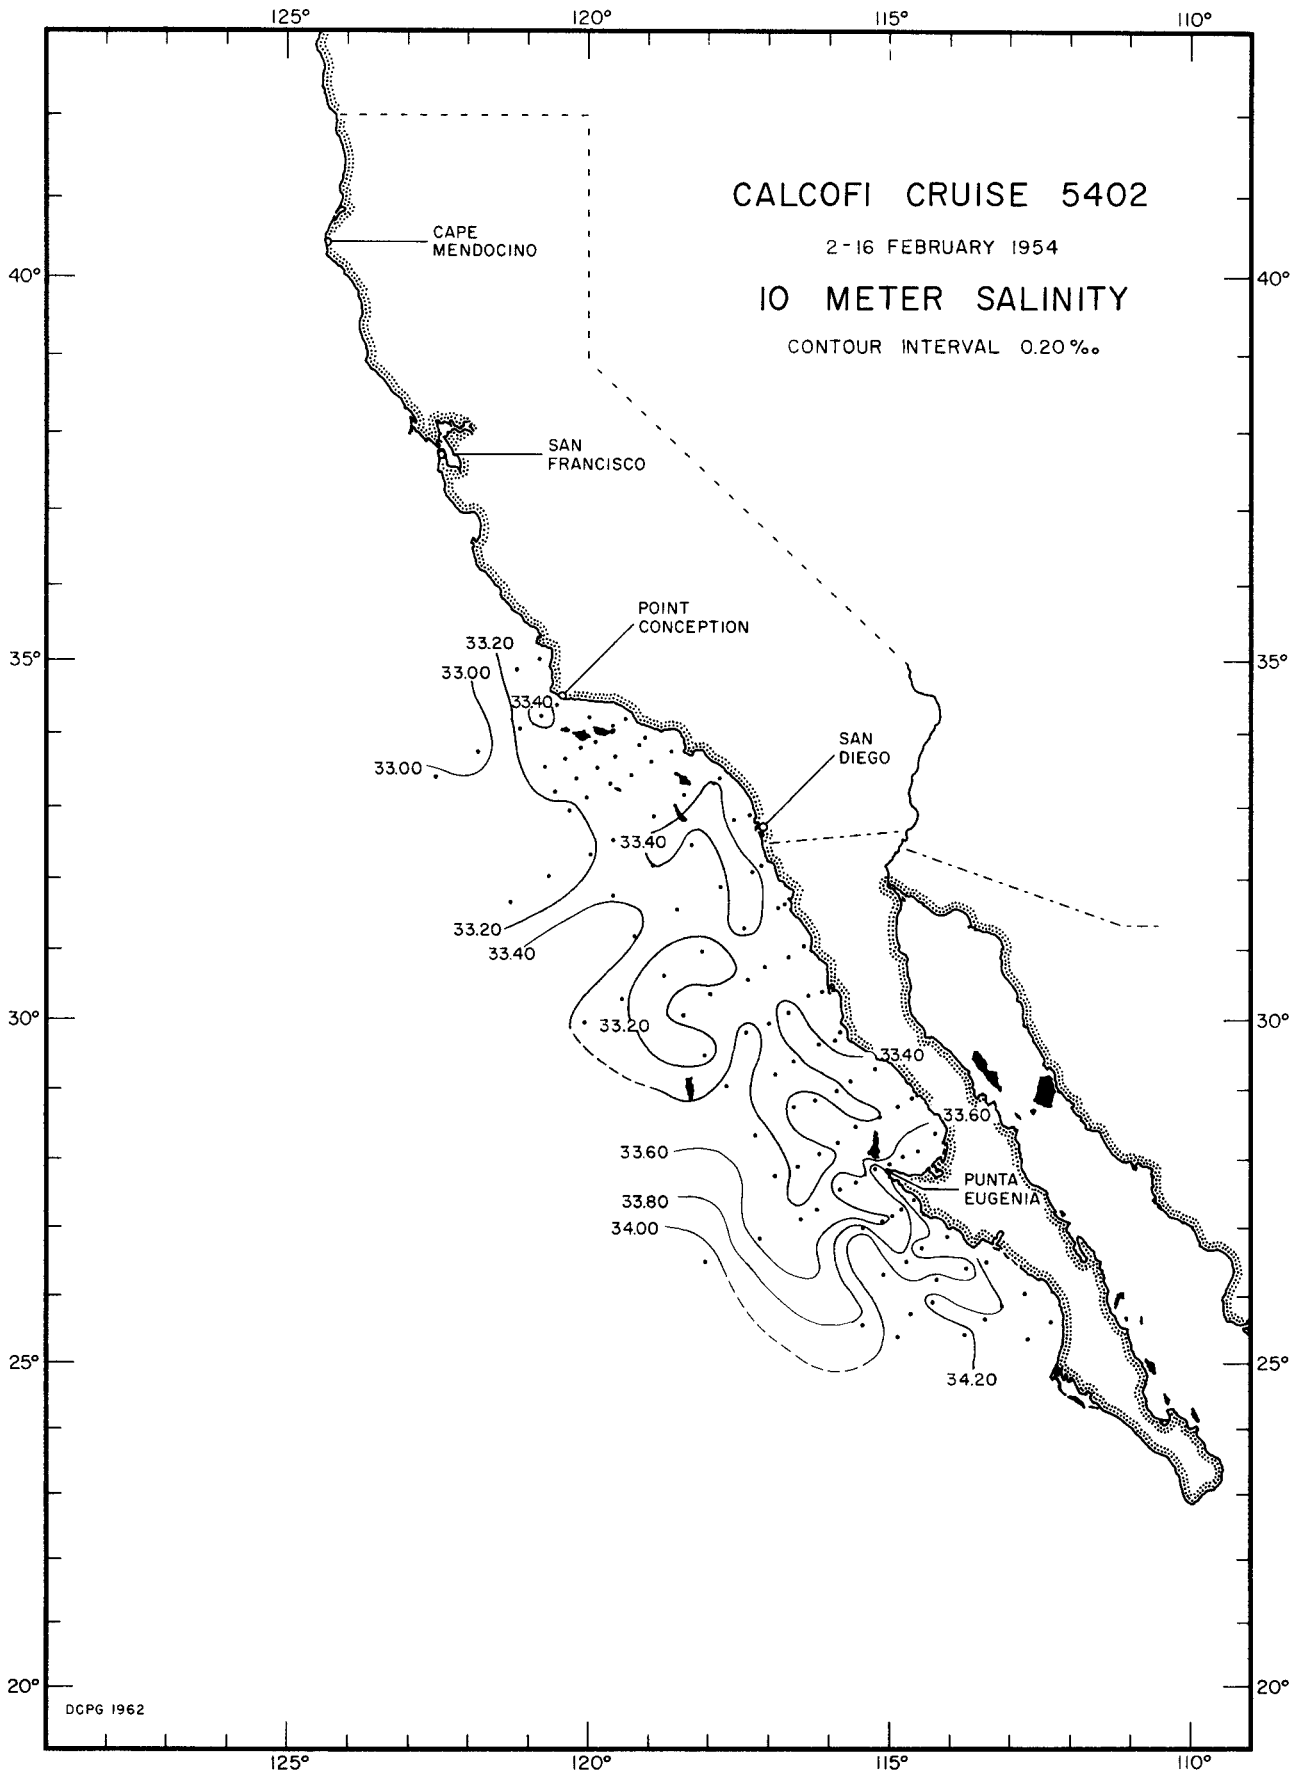 125°
120°
115°
110°
CALCOFI CRUISE 5402
2-16 FEBRUARY 1954
10 METER SALINITY
CONTOUR INTERVAL 0.20‰
CAPE
MENDOCINO
40°
40°
SAN
FRANCISCO
POINT
CONCEPTION
35°
35°
33.20
33.00
33.40
33.00
SAN
DIEGO
33.40
33.20
33.40
30°
30°
33.20
33.40
33.60
33.60
PUNTA
EUGENIA
33.80
34.00
25°
25°
34.20
20°
20°
DCPG 1962
125°
120°
115°
110°